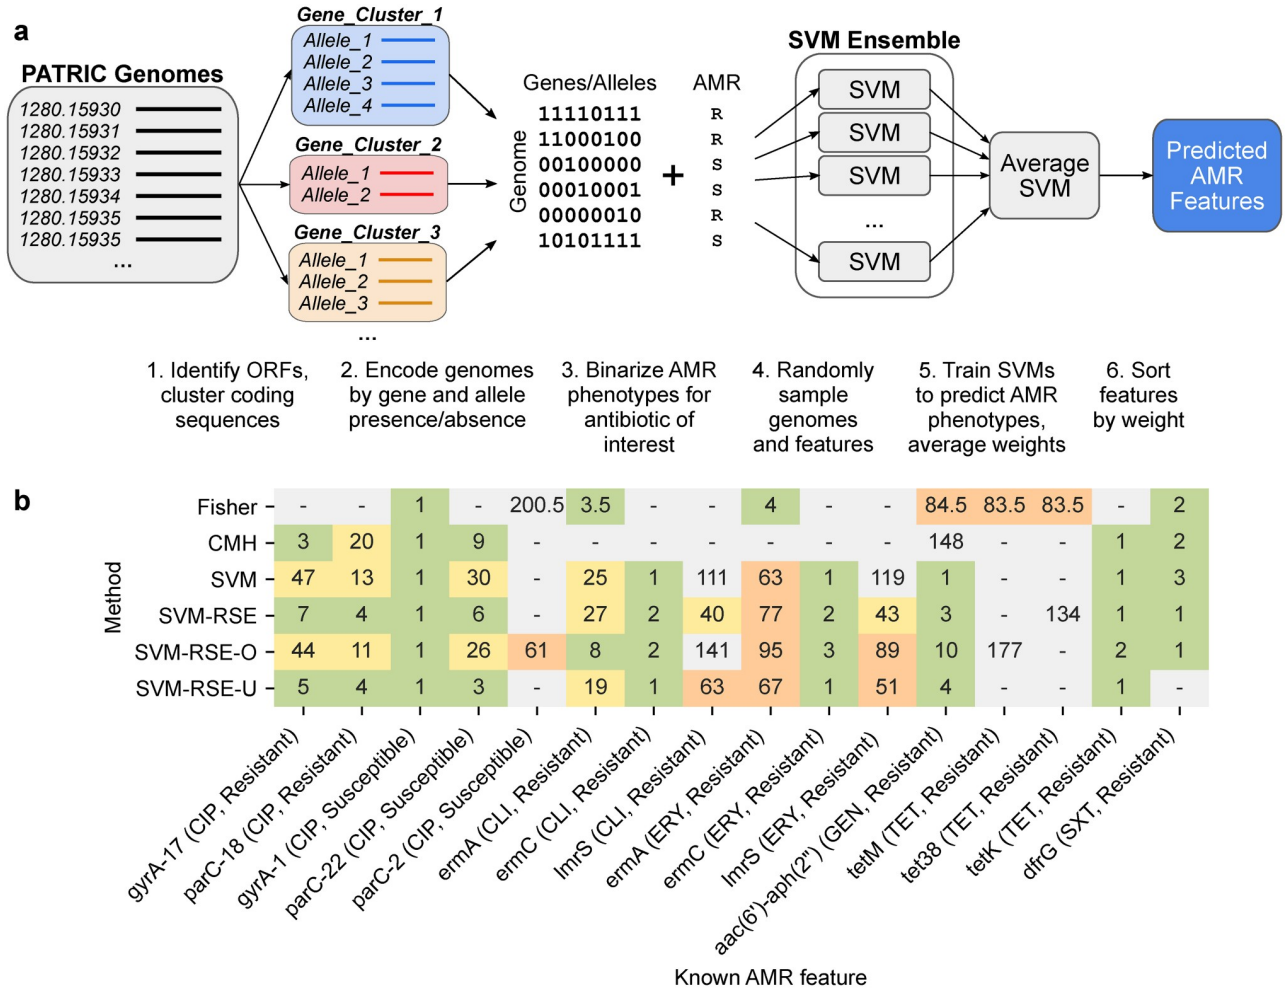 a
PATRIC Genomes
1280.15930
1280.15931
1280.15932
1280.15933
1280.15934
1280.15935
1280.15935
...
Gene_Cluster_1
Allele_1
Allele_2
Allele_3
Allele_4
Gene_Cluster_2
Allele_1
Allele_2
Gene_Cluster_3
Allele_1
Allele_2
Allele_3
...
Genes/Alleles
Genome
11110111
11000100
00100000
00010001
00000010
10101111
+
AMR
R
R
S
S
R
S
SVM Ensemble
SVM
SVM
SVM
...
SVM
Average
SVM
Predicted
AMR
Features
1. Identify ORFs,
cluster coding
sequences
2. Encode genomes
by gene and allele
presence/absence
3. Binarize AMR
phenotypes for
antibiotic of
interest
4. Randomly
sample
genomes
and features
5. Train SVMs
to predict AMR
phenotypes,
average weights
6. Sort
features
by weight
b
Method
Fisher - - 1 - 200.5 3.5 - - 4 - - 84.5 83.5 83.5 - 2
CMH 3 20 1 9 - - - - - - - 148 - - 1 2
SVM 47 13 1 30 - 25 1 111 63 1 119 1 - - 1 3
SVM-RSE 7 4 1 6 - 27 2 40 77 2 43 3 - 134 1 1
SVM-RSE-O 44 11 1 26 61 8 2 141 95 3 89 10 177 - 2 1
SVM-RSE-U 5 4 1 3 - 19 1 63 67 1 51 4 - - 1 -
gyrA-17 (CIP, Resistant)
parC-18 (CIP, Resistant)
gyrA-1 (CIP, Susceptible)
parC-22 (CIP, Susceptible)
parC-2 (CIP, Susceptible)
ermA (CLI, Resistant)
ermC (CLI, Resistant)
lmrS (CLI, Resistant)
ermA (ERY, Resistant)
ermC (ERY, Resistant)
lmrS (ERY, Resistant)
aac(6')-aph(2'') (GEN, Resistant)
tetM (TET, Resistant)
tet38 (TET, Resistant)
tetK (TET, Resistant)
dfrG (SXT, Resistant)
Known AMR feature